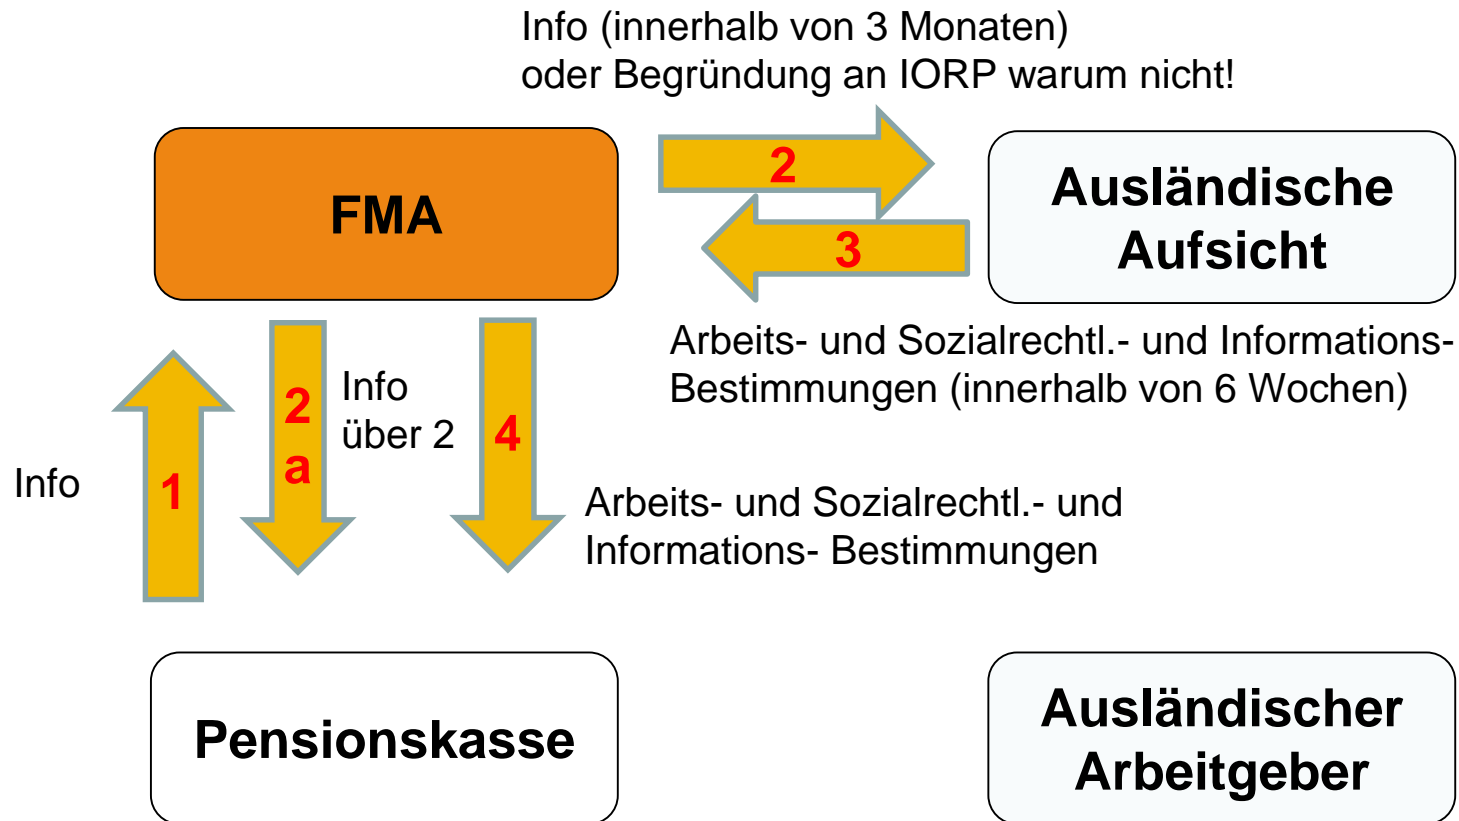 Info (innerhalb von 3 Monaten)
oder Begründung an IORP warum nicht!
FMA
2
3
Ausländische
Aufsicht
Arbeits- und Sozialrechtl.- und Informations-
Bestimmungen (innerhalb von 6 Wochen)
Info
1
2
a
Info
über 2
4
Arbeits- und Sozialrechtl.- und
Informations- Bestimmungen
Pensionskasse
Ausländischer
Arbeitgeber